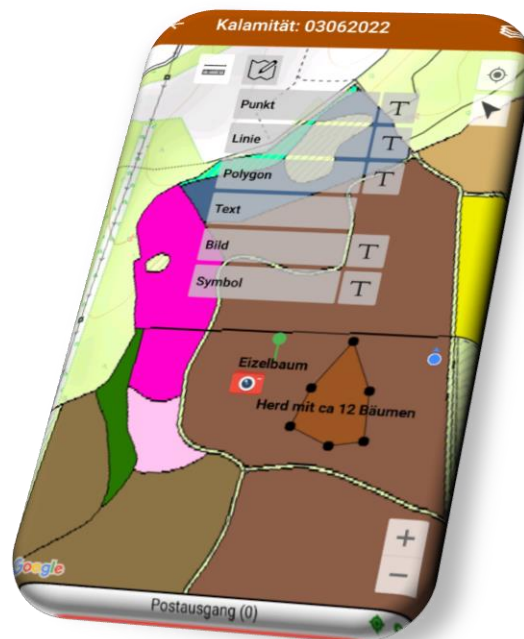 Kalamität: 03062022
Punkt
T
Linie
T
Polygon
T
Text
Bild
T
Symbol
T
Eizelbaum
Herd mit ca 12 Bäumen
+
−
Google
Postausgang (0)